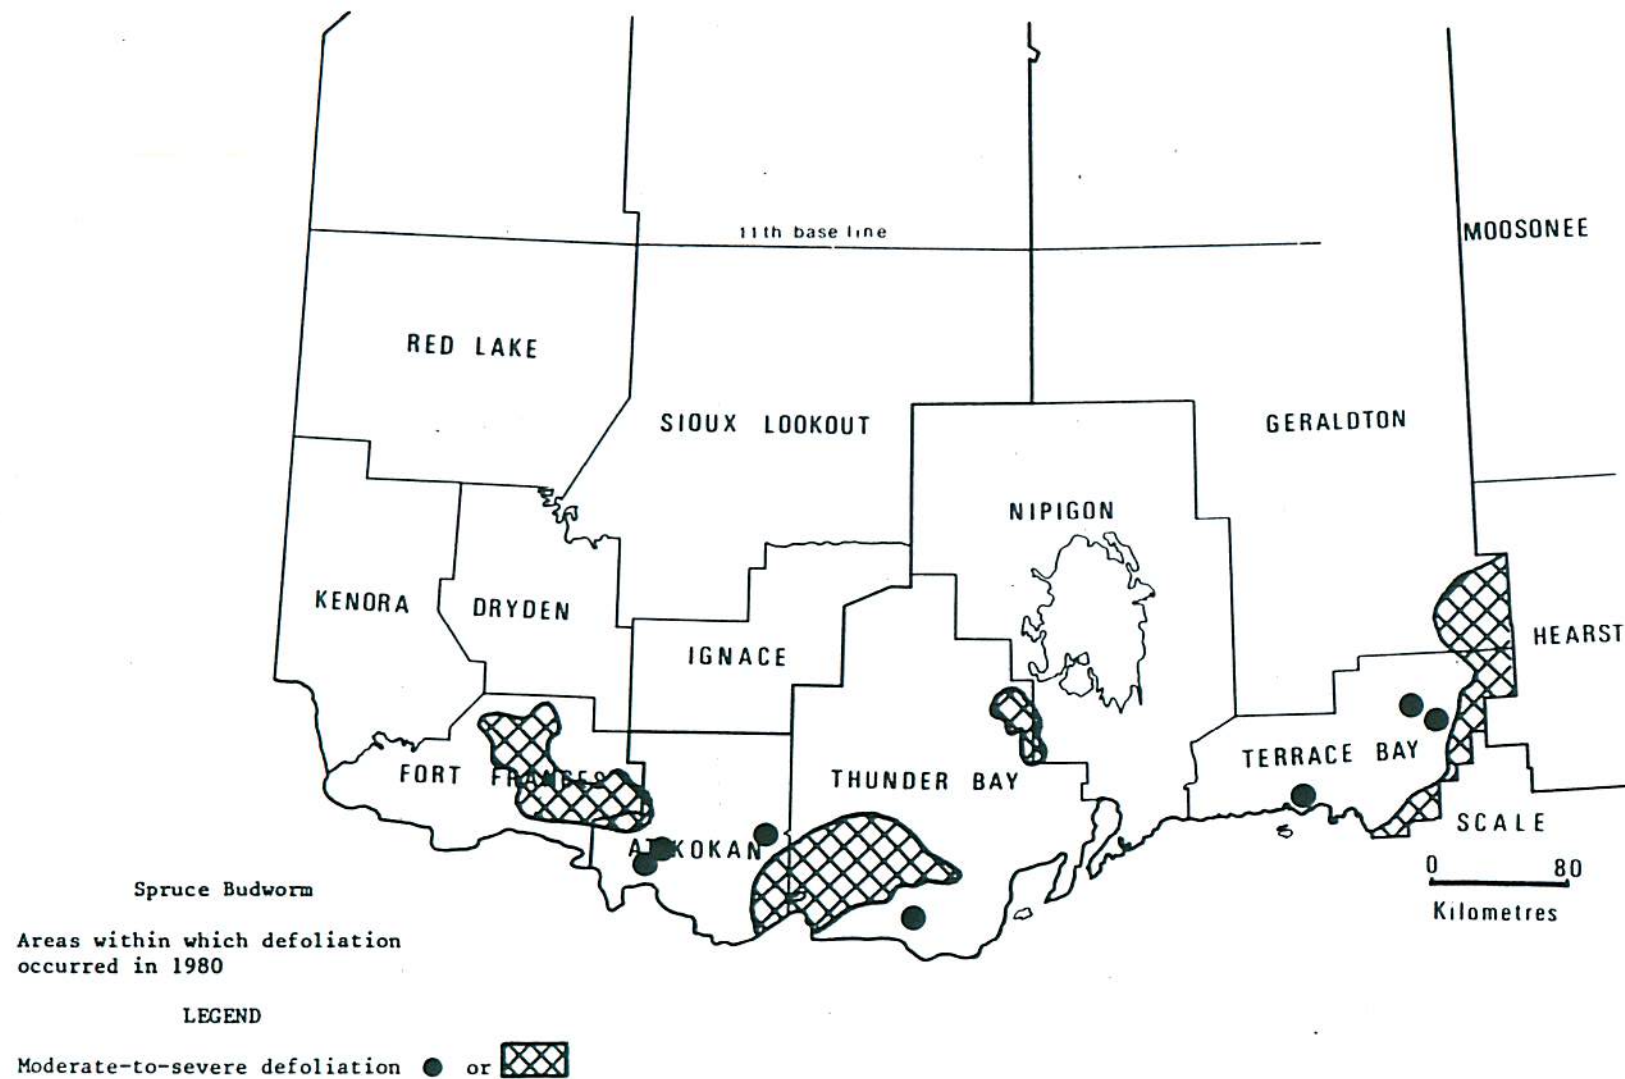 11th base line
MOOSONEE
RED LAKE
SIOUX LOOKOUT
GERALDTON
NIPIGON
KENORA
DRYDEN
HEARST
IGNACE
TERRACE BAY
FORT FRANCES
THUNDER BAY
SCALE
ATIKOKAN
0 80
Kilometres
Spruce Budworm
Areas within which defoliation
occurred in 1980
LEGEND
Moderate-to-severe defoliation or